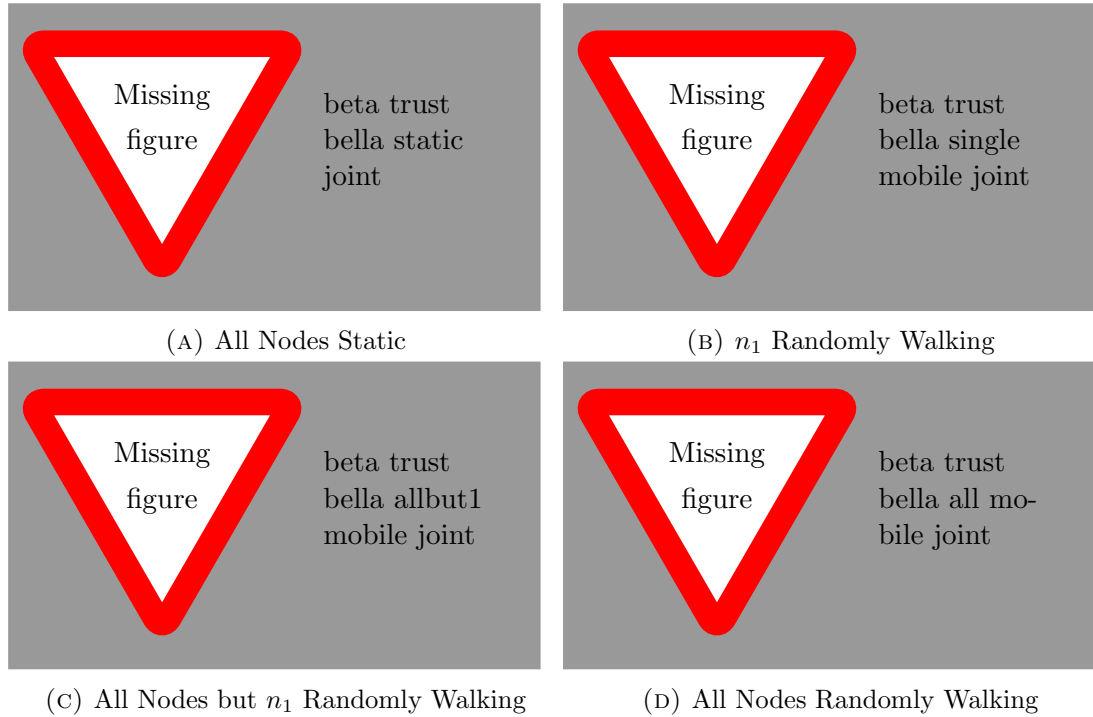 Missing
figure
beta trust
bella static
joint
Missing
figure
beta trust
bella single
mobile joint
(A) All Nodes Static
(B) n₁ Randomly Walking
Missing
figure
beta trust
bella allbut1
mobile joint
Missing
figure
beta trust
bella all mo-
bile joint
(C) All Nodes but n₁ Randomly Walking
(D) All Nodes Randomly Walking